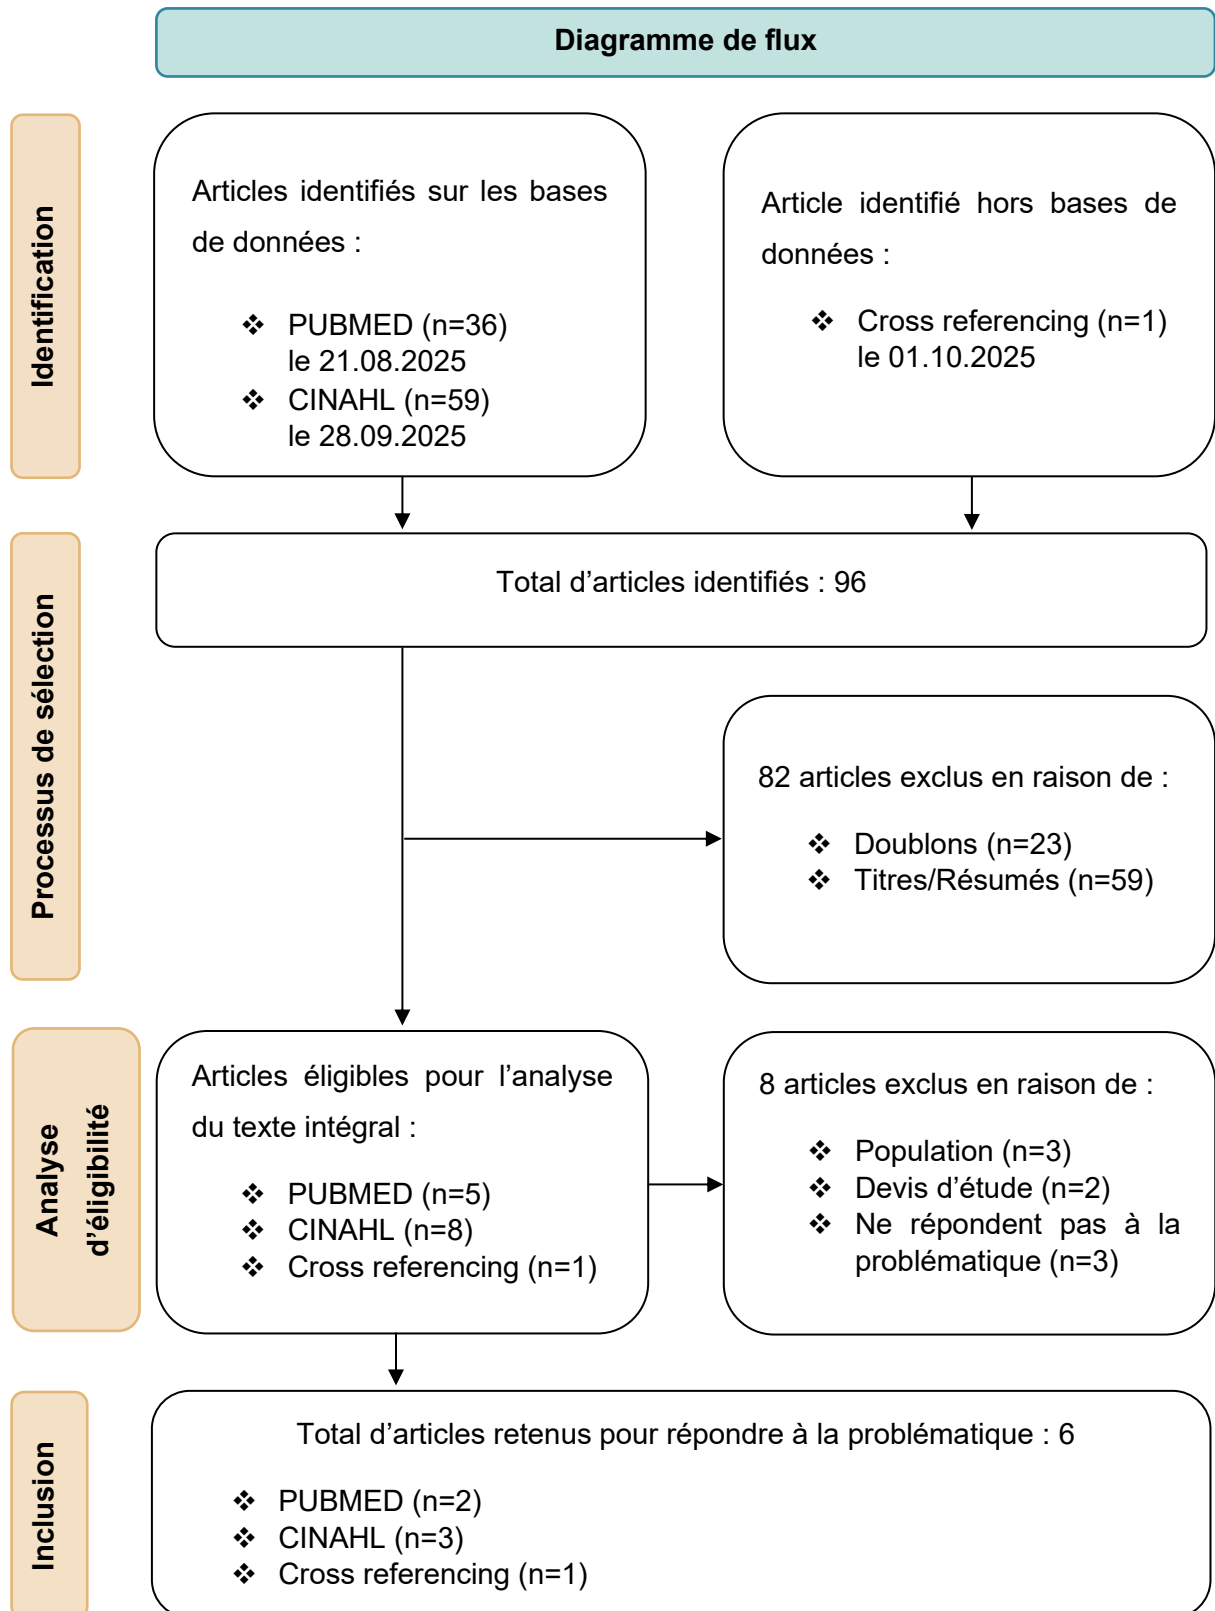 Diagramme de flux
Identification
Articles identifiés sur les bases
de données :
❖ PUBMED (n=36)
le 21.08.2025
❖ CINAHL (n=59)
le 28.09.2025
Article identifié hors bases de
données :
❖ Cross referencing (n=1)
le 01.10.2025
Processus de sélection
Total d’articles identifiés : 96
82 articles exclus en raison de :
❖ Doublons (n=23)
❖ Titres/Résumés (n=59)
Analyse
d’éligibilité
Articles éligibles pour l’analyse
du texte intégral :
❖ PUBMED (n=5)
❖ CINAHL (n=8)
❖ Cross referencing (n=1)
8 articles exclus en raison de :
❖ Population (n=3)
❖ Devis d’étude (n=2)
❖ Ne répondent pas à la
problématique (n=3)
Inclusion
Total d’articles retenus pour répondre à la problématique : 6
❖ PUBMED (n=2)
❖ CINAHL (n=3)
❖ Cross referencing (n=1)